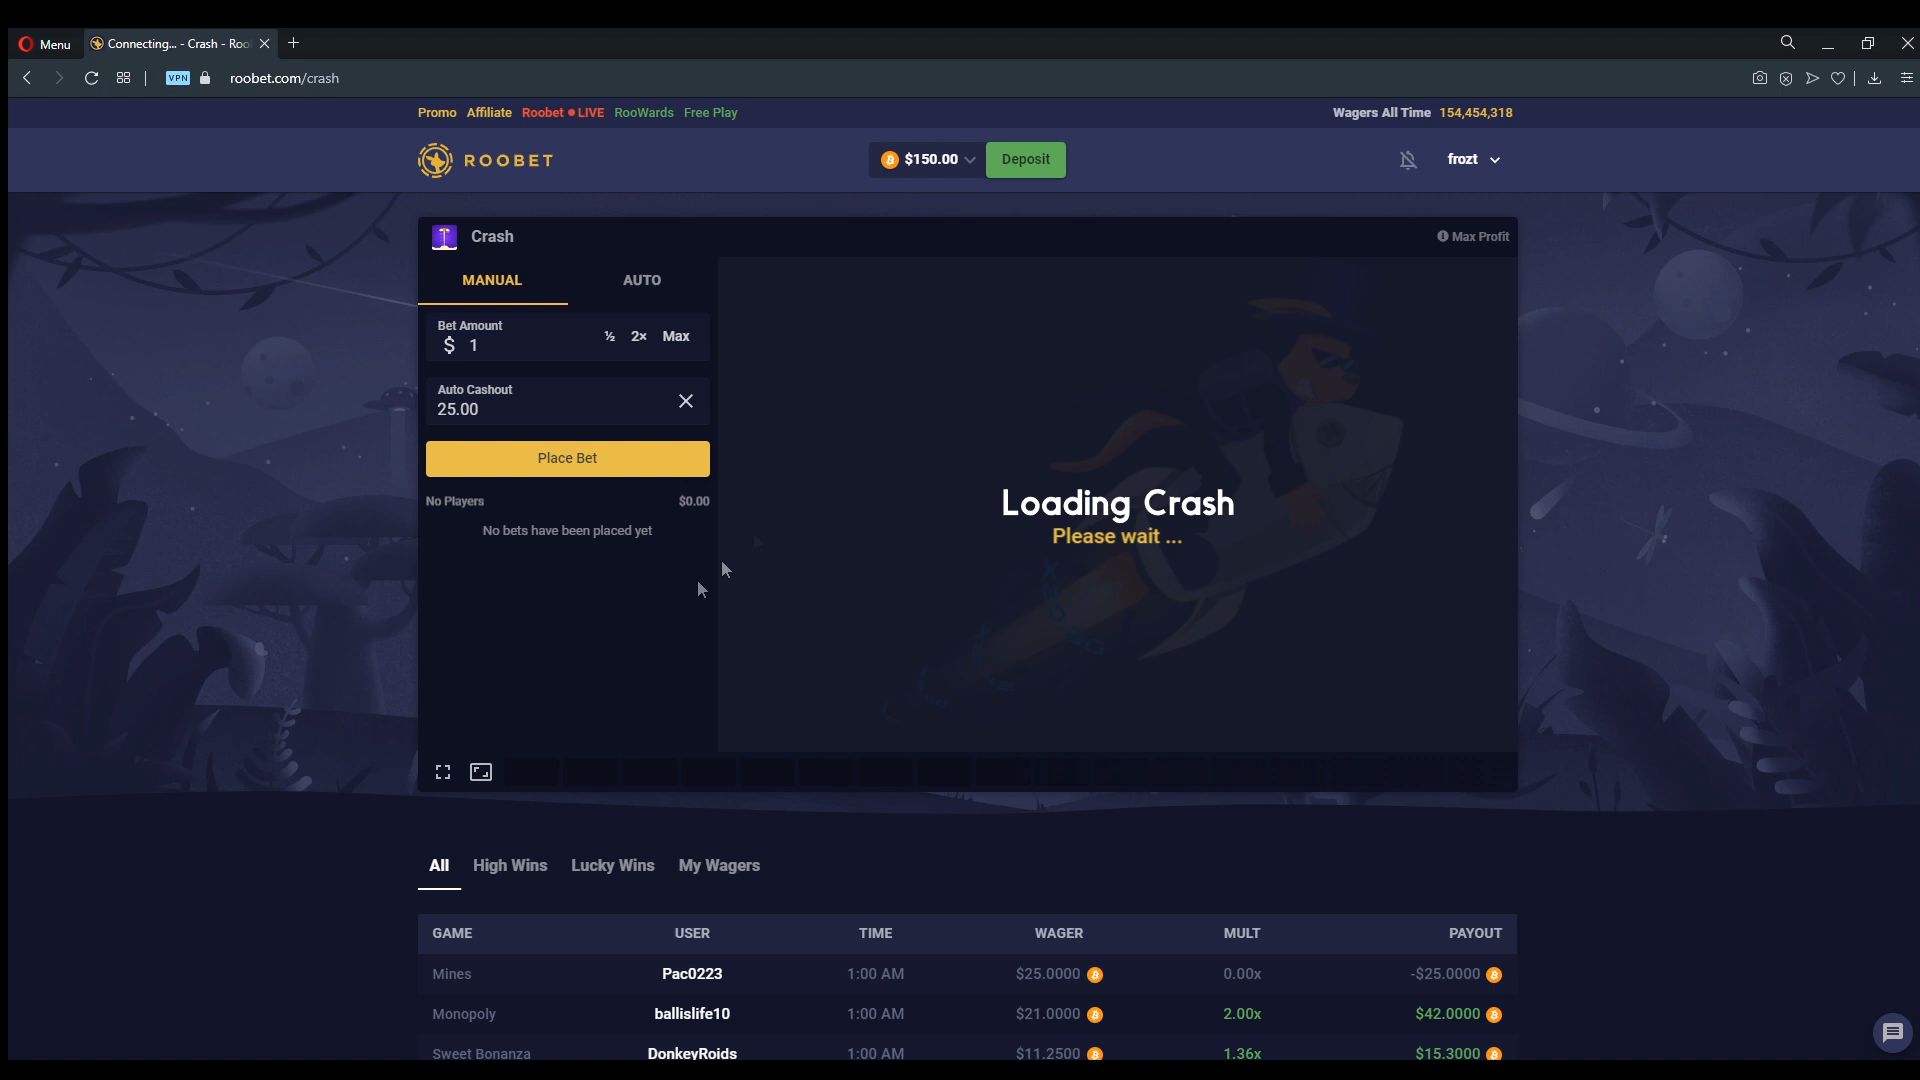 Menu
Connecting... - Crash - Roo
VPN
roobet.com/crash
Promo Affiliate Roobet LIVE RooWards Free Play
Wagers All Time 154,454,318
ROOBET
$150.00
Deposit
frozt
Crash
Max Profit
MANUAL
AUTO
Bet Amount
$ 1
½ 2× Max
Auto Cashout
25.00
Place Bet
No Players $0.00
No bets have been placed yet
Loading Crash
Please wait ...
All High Wins Lucky Wins My Wagers
GAME USER TIME WAGER MULT PAYOUT
Mines Pac0223 1:00 AM $25.0000 0.00x -$25.0000
Monopoly ballislife10 1:00 AM $21.0000 2.00x $42.0000
Sweet Bonanza DonkeyRoids 1:00 AM $11.2500 1.36x $15.3000